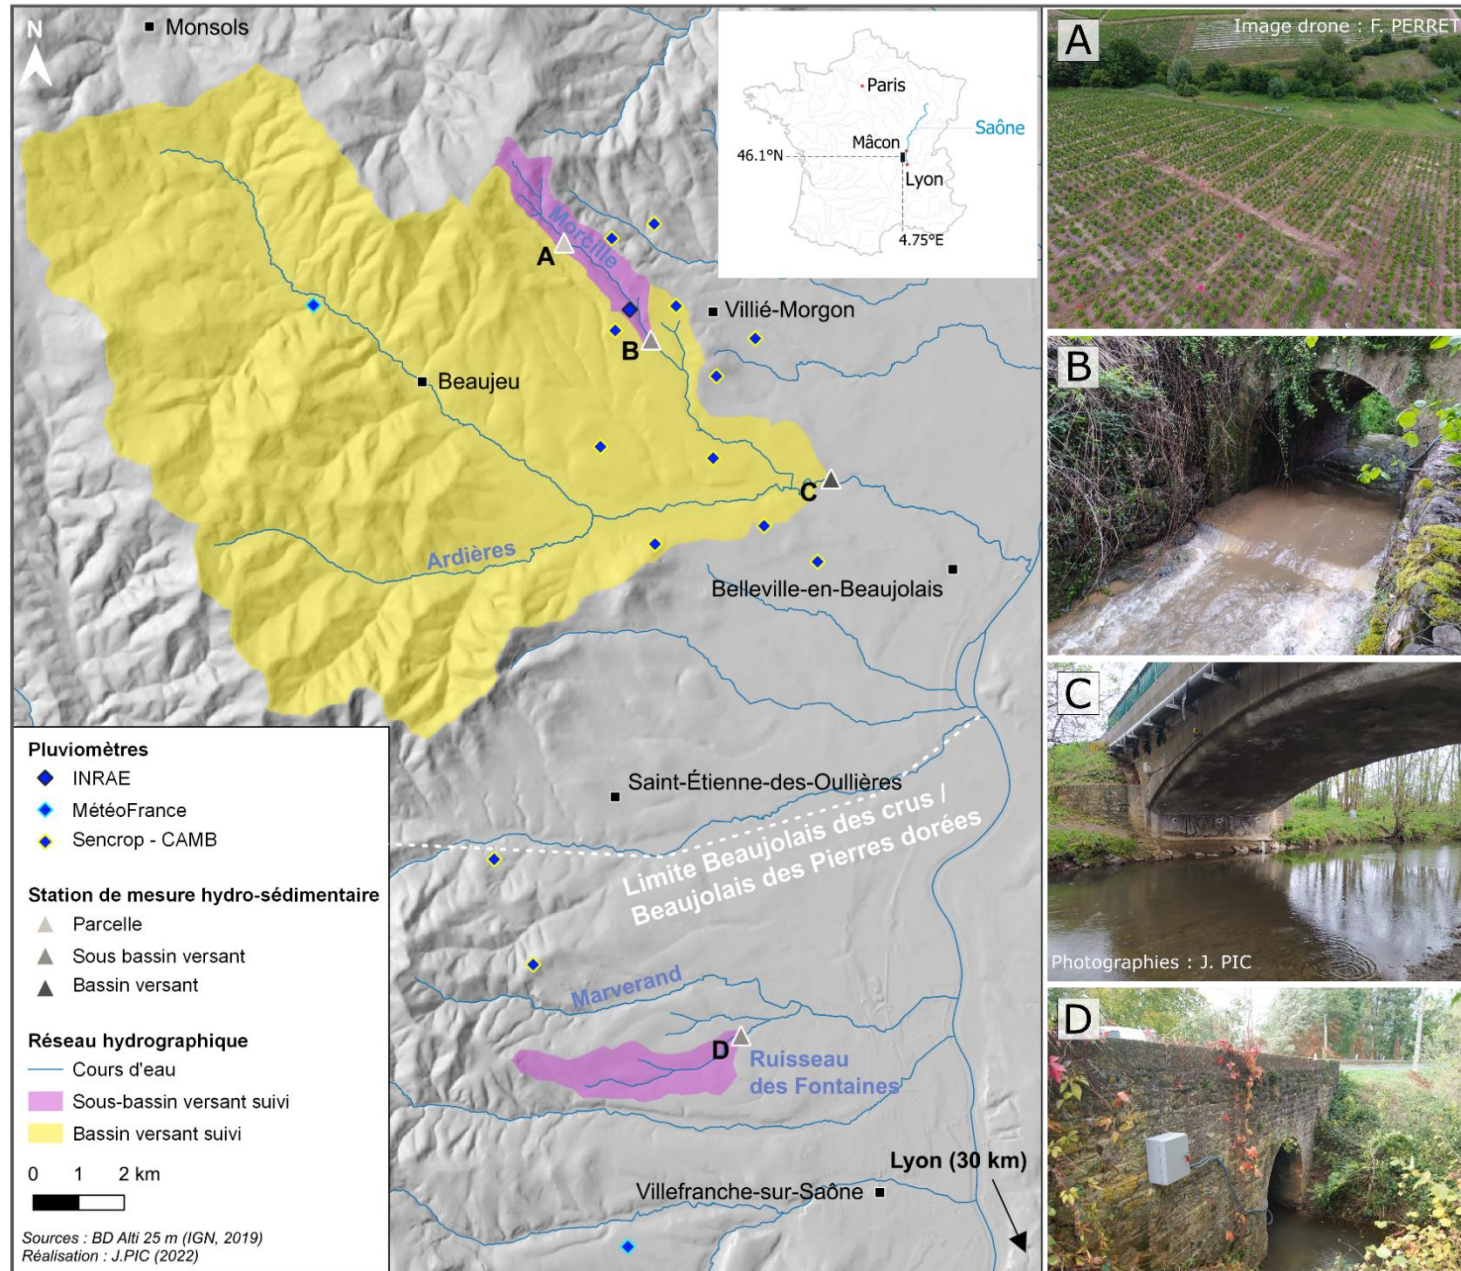 N
Monsols
Paris
Saône
Mâcon
46.1°N
Lyon
4.75°E
Morcille
A
Villié-Morgon
B
Beaujeu
C
Ardières
Belleville-en-Beaujolais
Saint-Étienne-des-Oullières
Limite Beaujolais des crus /
Beaujolais des Pierres dorées
Marverand
D
Ruisseau
des Fontaines
Lyon (30 km)
Villefranche-sur-Saône
Pluviomètres
INRAE
MétéoFrance
Sencrop - CAMB
Station de mesure hydro-sédimentaire
Parcelle
Sous bassin versant
Bassin versant
Réseau hydrographique
Cours d'eau
Sous-bassin versant suivi
Bassin versant suivi
0 1 2 km
Sources : BD Alti 25 m (IGN, 2019)
Réalisation : J.PIC (2022)
A
Image drone : F. PERRET
B
C
Photographies : J. PIC
D